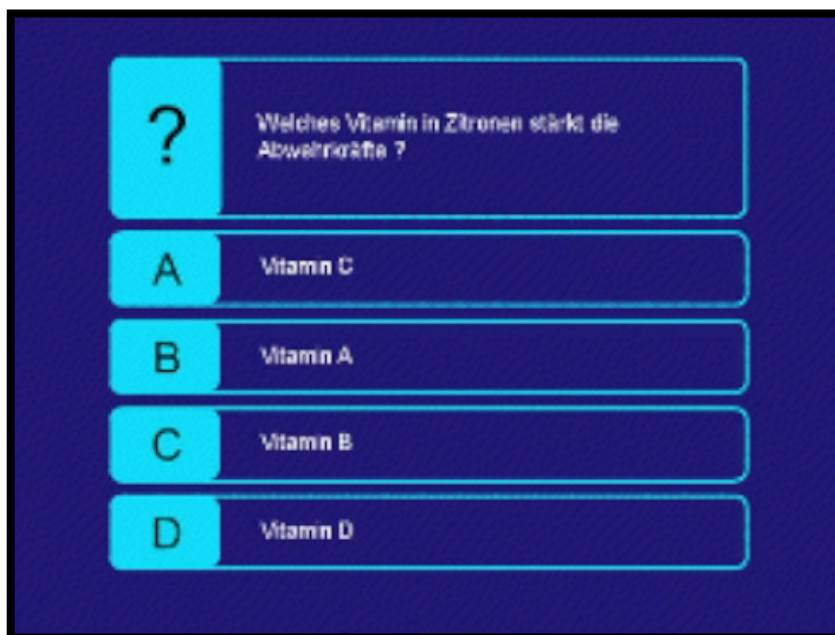 ?
Welches Vitamin in Zitronen stärkt die
Abwehrkräfte ?
A
Vitamin C
B
Vitamin A
C
Vitamin B
D
Vitamin D